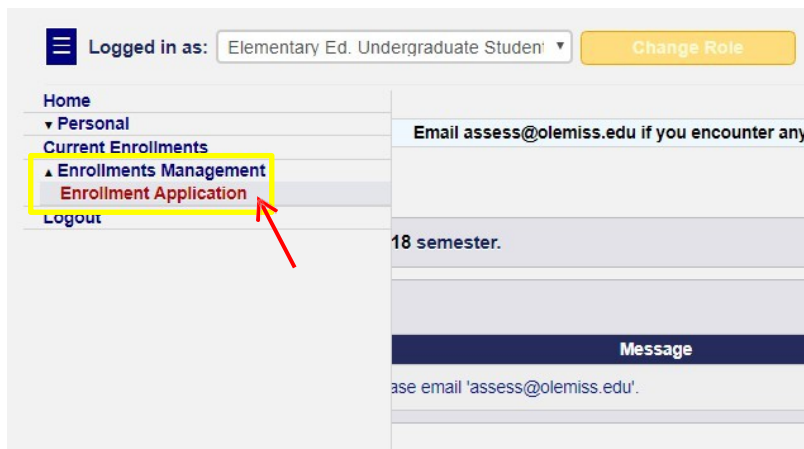 Logged in as: Elementary Ed. Undergraduate Student Change Role
Home
Personal
Current Enrollments
Enrollments Management
Enrollment Application
Logout
Email assess@olemiss.edu if you encounter any
18 semester.
Message
ase email 'assess@olemiss.edu'.